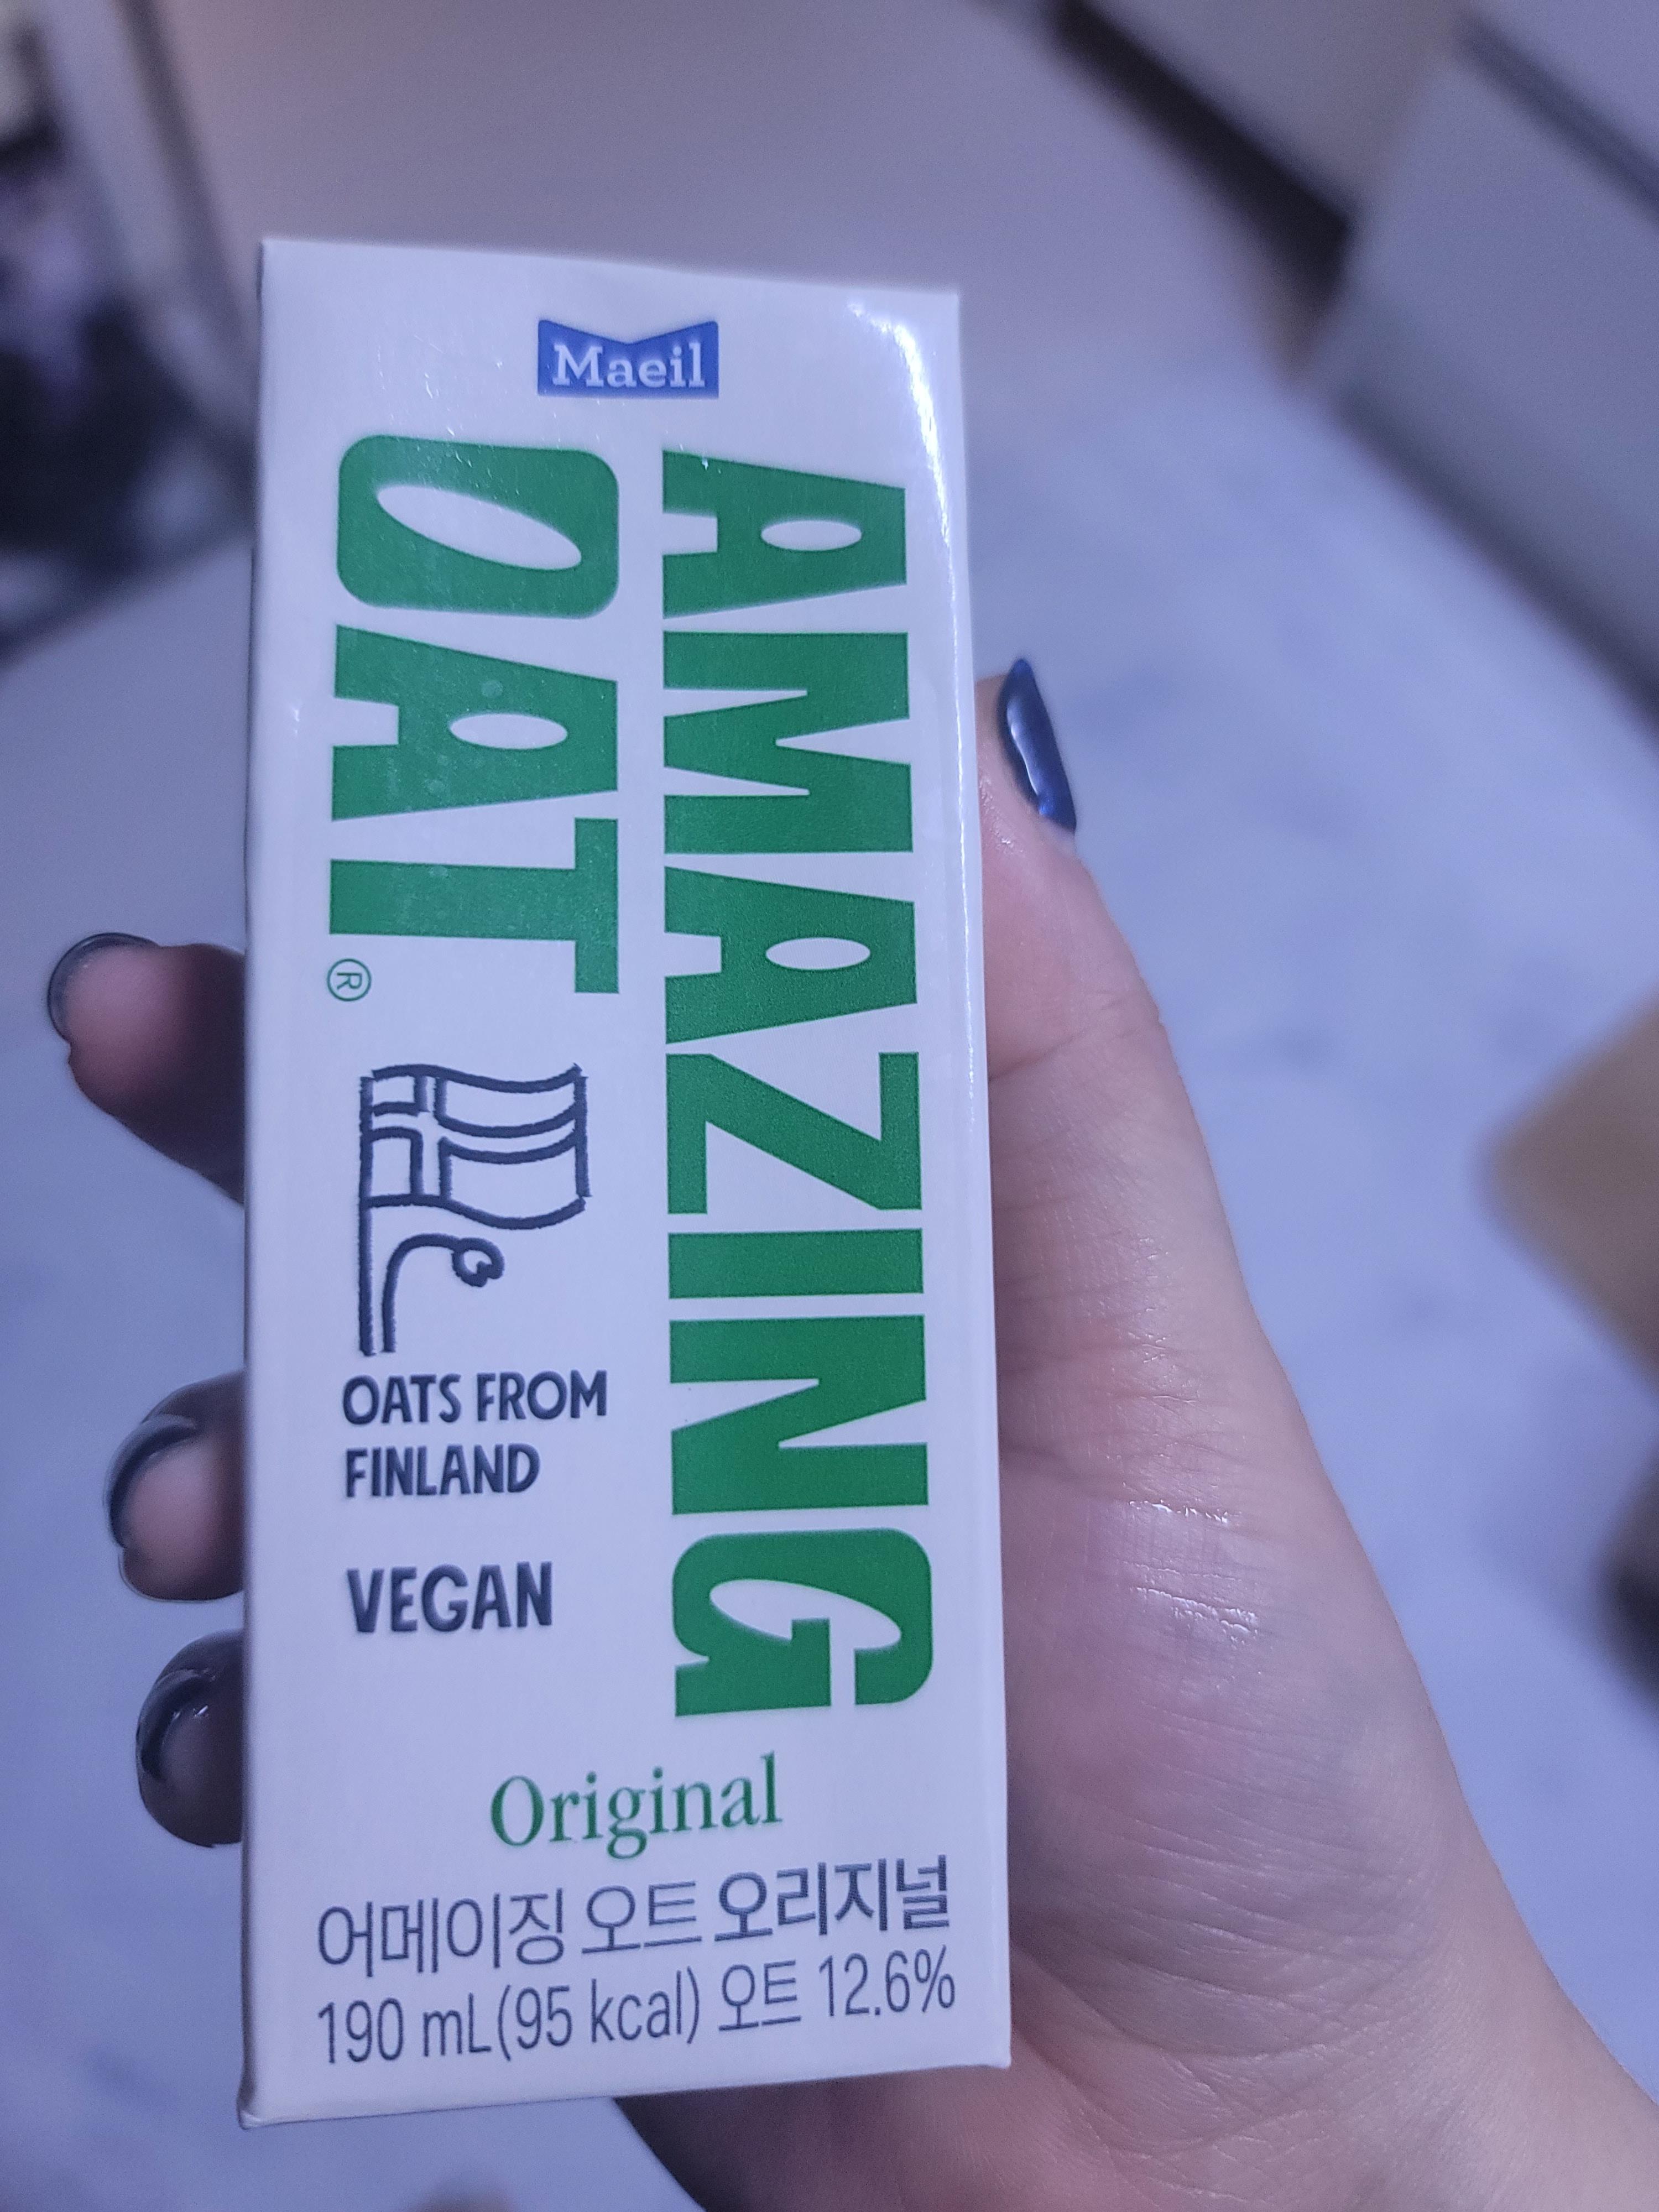 Maeil
AMAZING
OAT®
OATS FROM
FINLAND
VEGAN
Original
어메이징 오트 오리지널
190 mL(95 kcal) 오트 12.6%